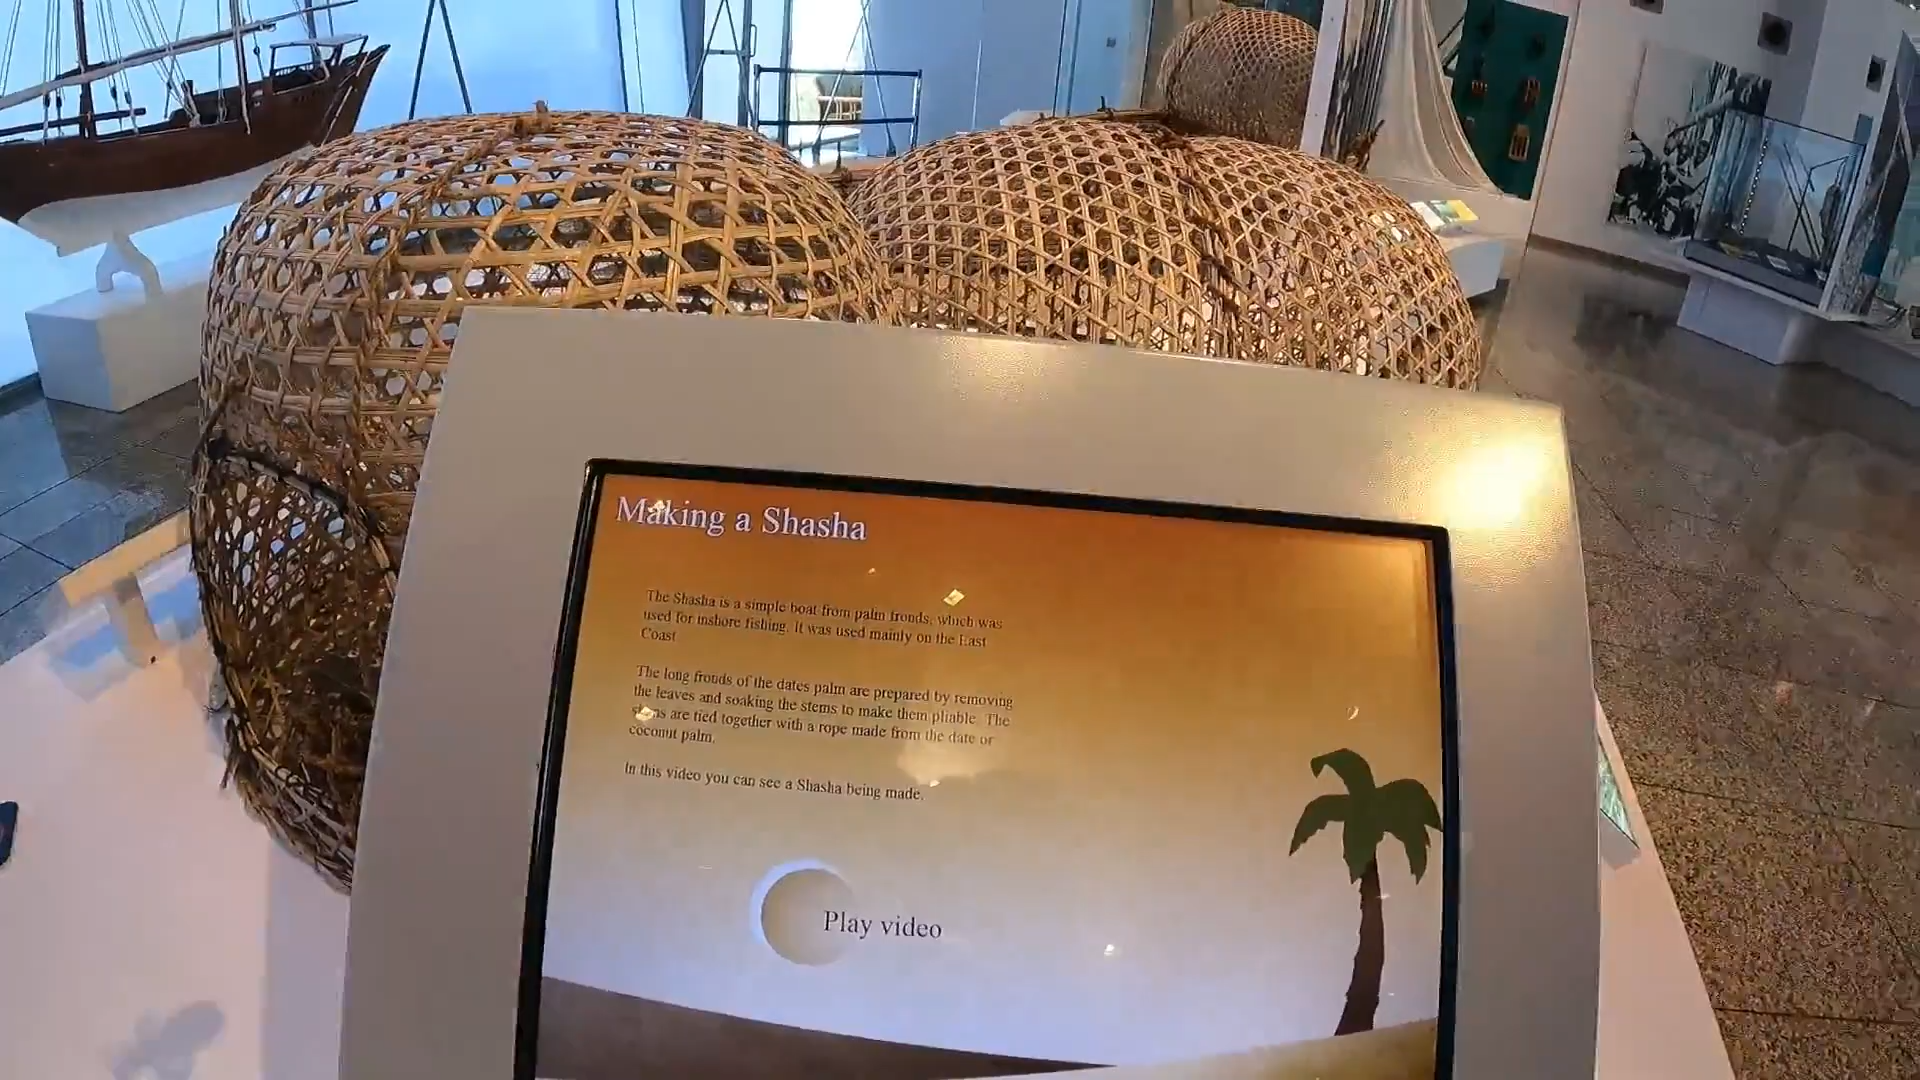 Making a Shasha
The Shasha is a simple boat from palm fronds, which was
used for inshore fishing. It was used mainly on the East
Coast
The long fronds of the dates palm are prepared by removing
the leaves and soaking the stems to make them pliable. The
stems are tied together with a rope made from the date or
coconut palm.
In this video you can see a Shasha being made.
Play video